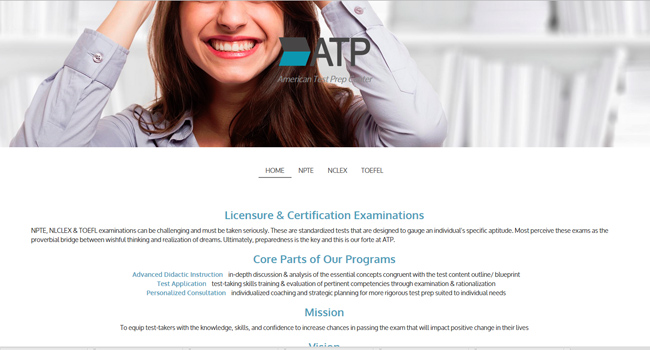 ATP
American Test Prep Center
HOME NPTE NCLEX TOEFEL
Licensure & Certification Examinations
NPTE, NLCLEX & TOEFL examinations can be challenging and must be taken seriously. These are standardized tests that are designed to gauge an individual's specific aptitude. Most perceive these exams as the
proverbial bridge between wishful thinking and realization of dreams. Ultimately, preparedness is the key and this is our forte at ATP.
Core Parts of Our Programs
Advanced Didactic Instruction in-depth discussion & analysis of the essential concepts congruent with the test content outline/ blueprint
Test Application test-taking skills training & evaluation of pertinent competencies through examination & rationalization
Personalized Consultation individualized coaching and strategic planning for more rigorous test prep suited to individual needs
Mission
To equip test-takers with the knowledge, skills, and confidence to increase chances in passing the exam that will impact positive change in their lives
Vision